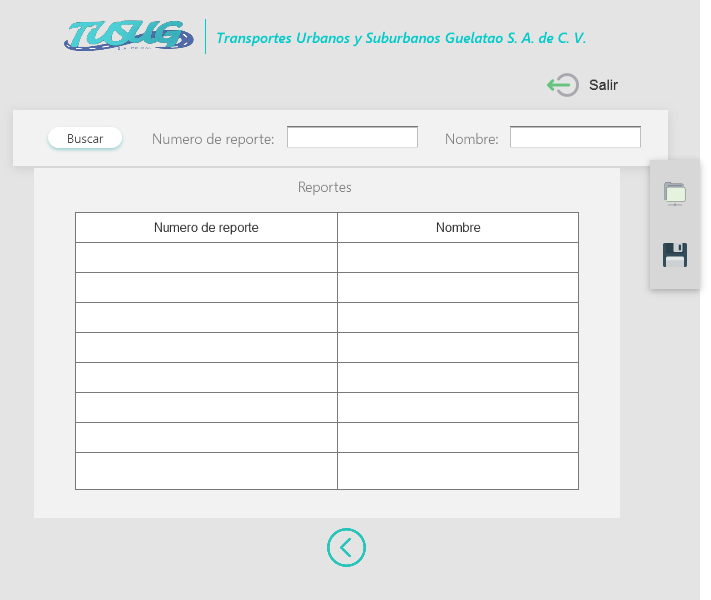 TUSUG
Transportes Urbanos y Suburbanos Guelatao S. A. de C. V.
Salir
Buscar
Numero de reporte:
Nombre:
Reportes
Numero de reporte
Nombre